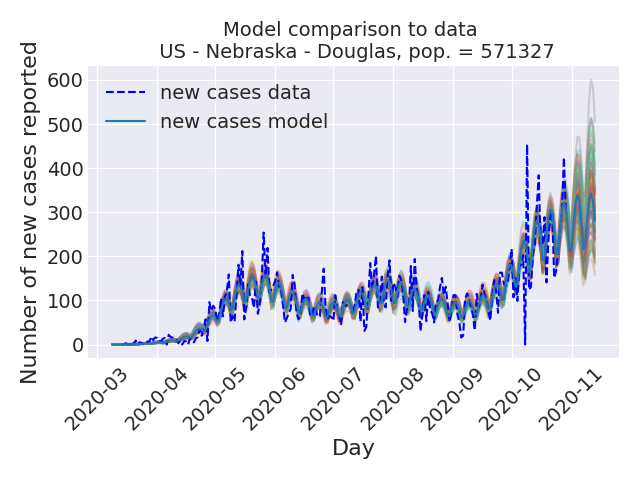 Model comparison to data
US - Nebraska - Douglas, pop. = 571327
Number of new cases reported
600
500
400
300
200
100
0
new cases data
new cases model
2020-03
2020-04
2020-05
2020-06
2020-07
2020-08
2020-09
2020-10
2020-11
Day